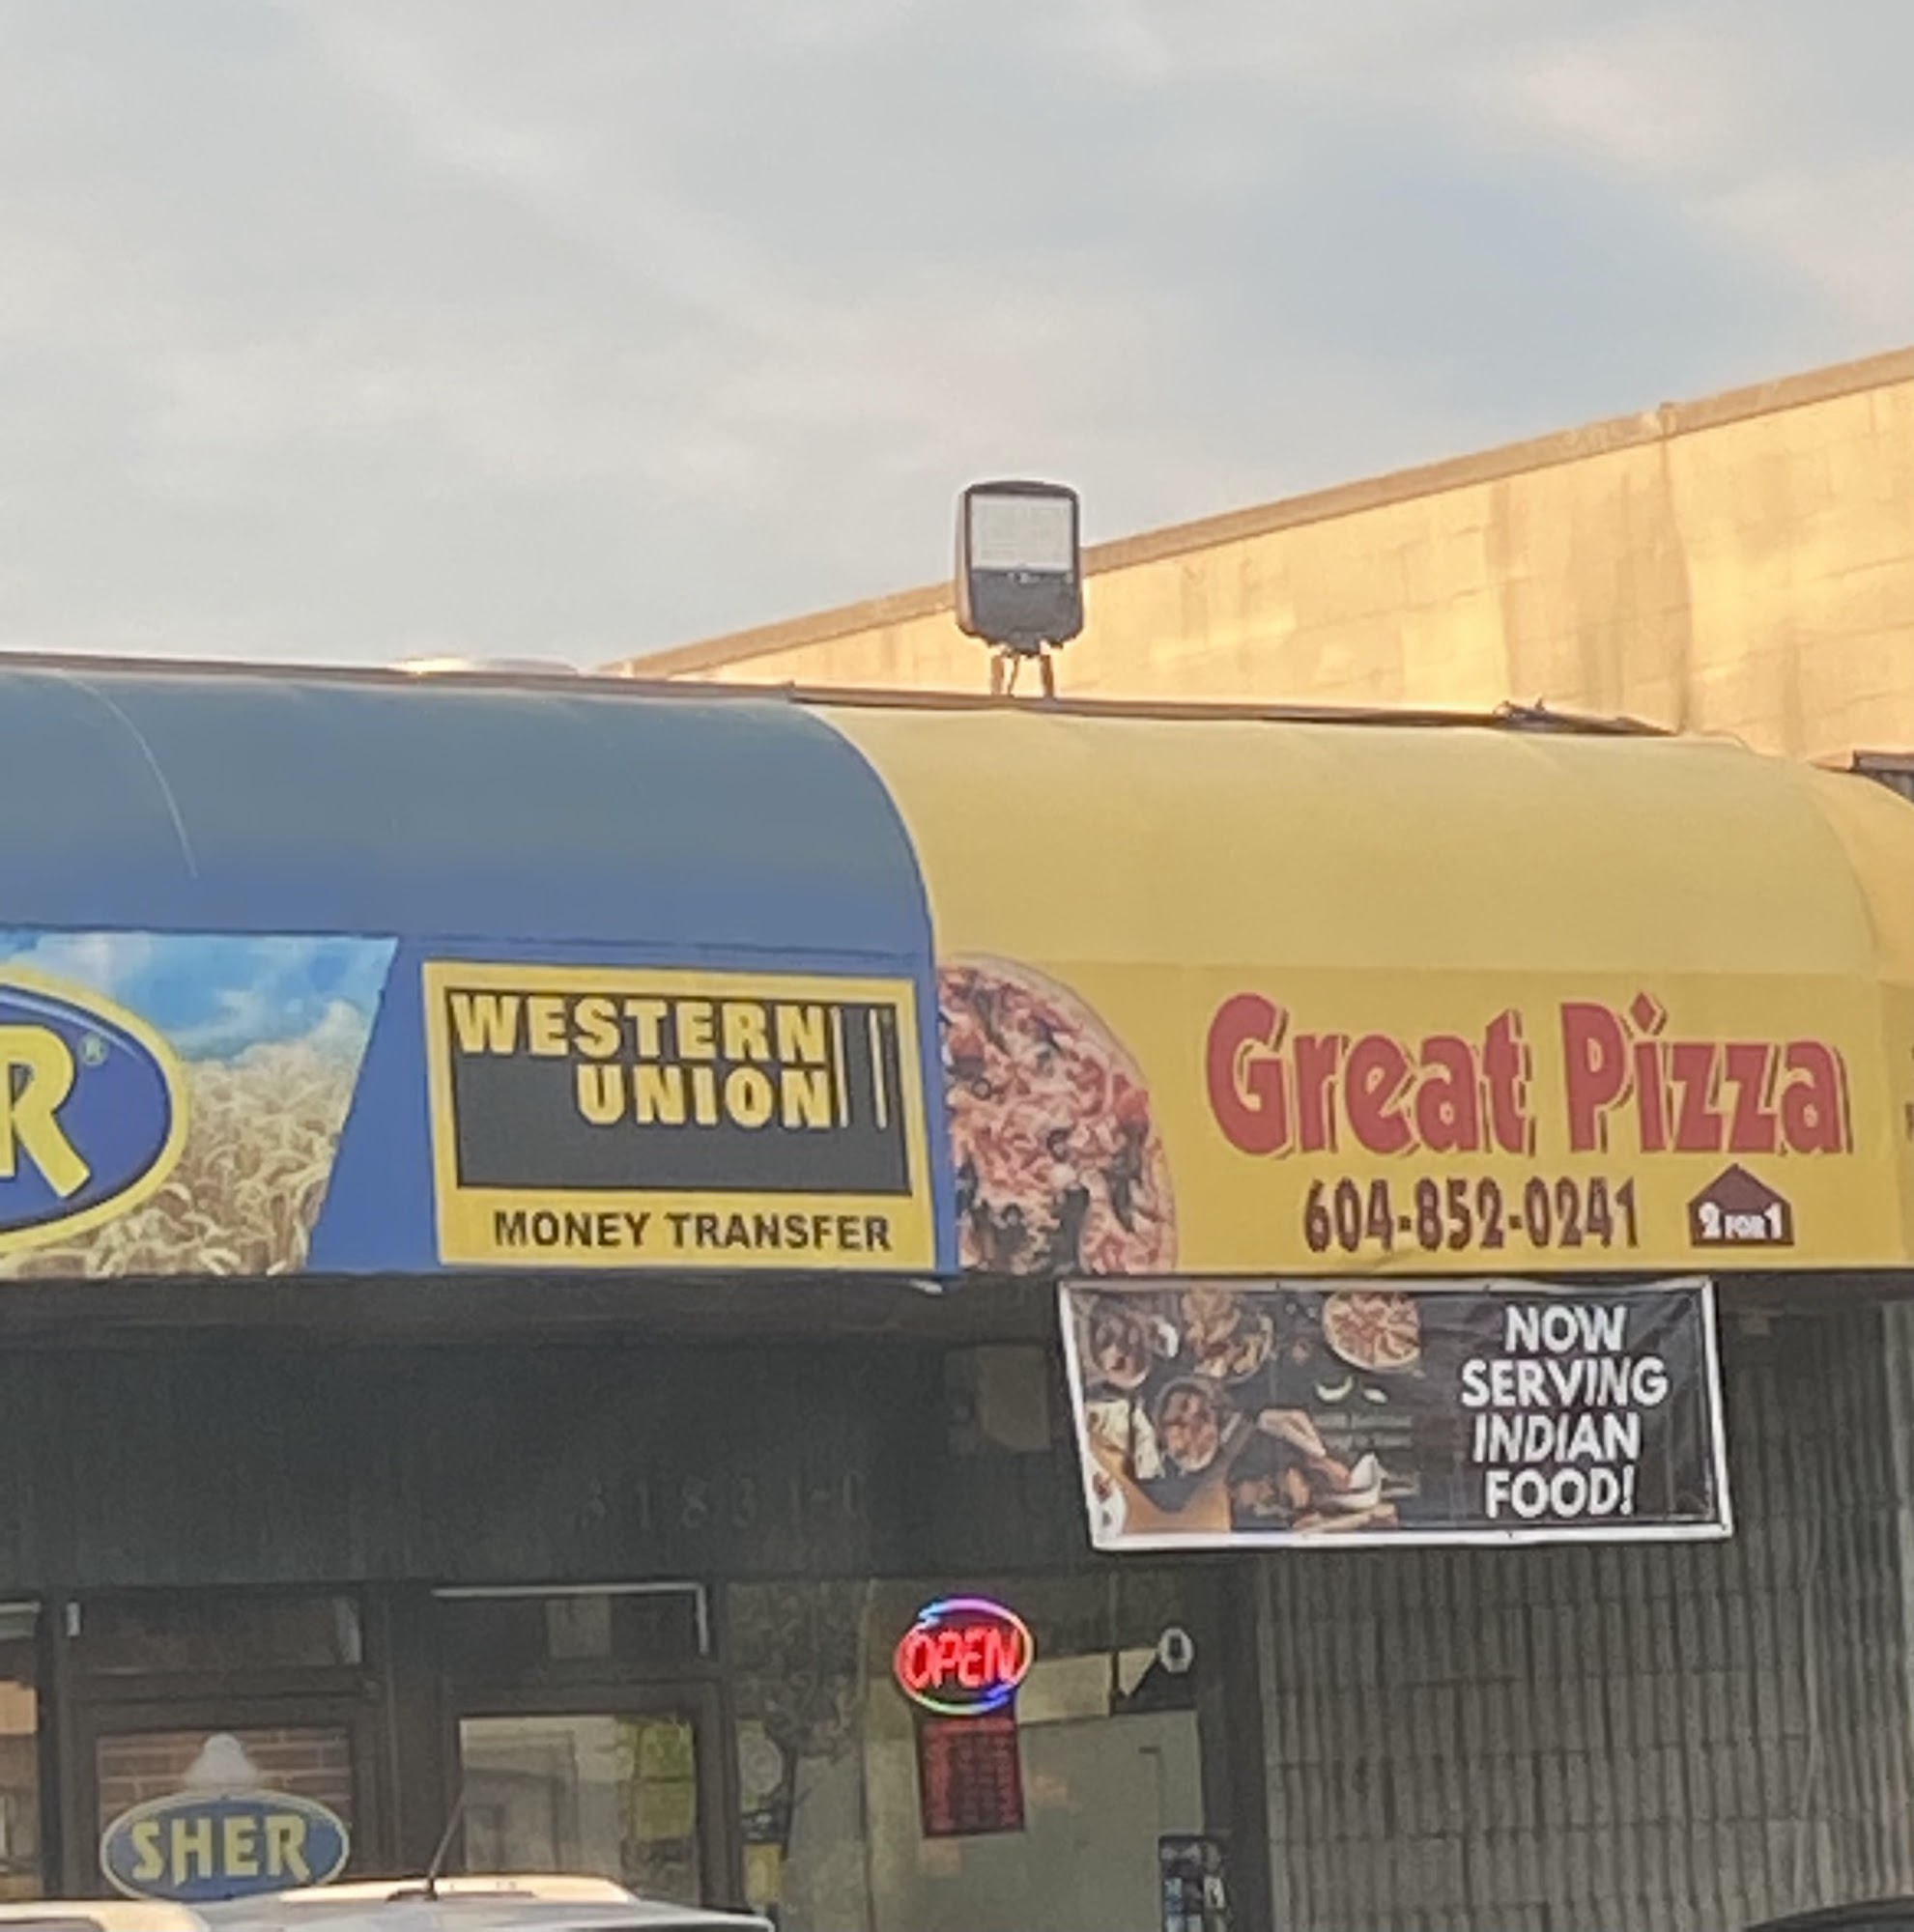 R®
WESTERN
UNION
MONEY TRANSFER
Great Pizza
604-852-0241
2 FOR 1
NOW
SERVING
INDIAN
FOOD!
OPEN
SHER